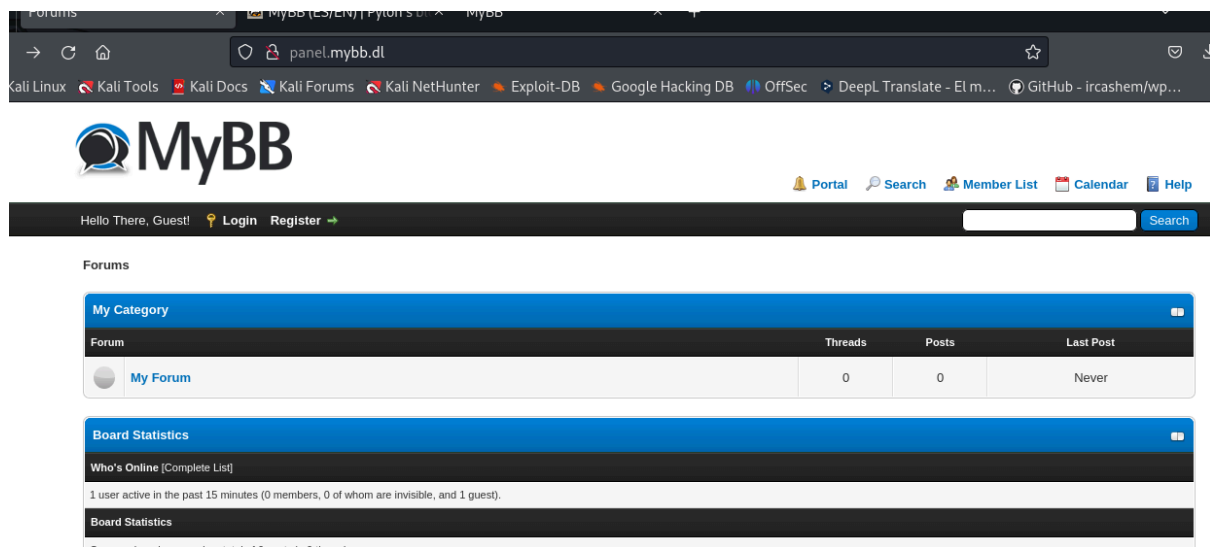 Forums MyBB (ES/EN) | Pylon's MyBB
panel.mybb.dl
Kali Linux Kali Tools Kali Docs Kali Forums Kali NetHunter Exploit-DB Google Hacking DB OffSec DeepL Translate - El m... GitHub - ircashem/wp...
MyBB
Portal Search Member List Calendar Help
Hello There, Guest! Login Register Search
Forums
My Category
Forum Threads Posts Last Post
My Forum 0 0 Never
Board Statistics
Who's Online [Complete List]
1 user active in the past 15 minutes (0 members, 0 of whom are invisible, and 1 guest).
Board Statistics